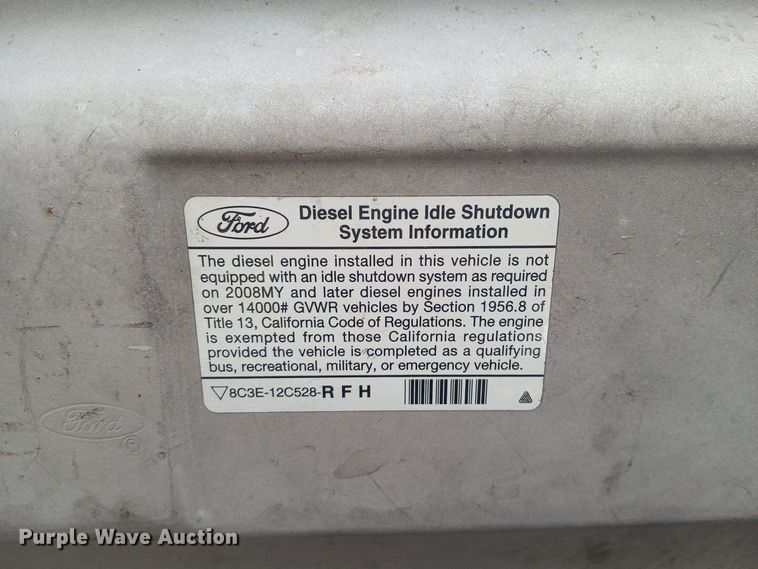 Ford
Diesel Engine Idle Shutdown
System Information
The diesel engine installed in this vehicle is not
equipped with an idle shutdown system as required
on 2008MY and later diesel engines installed in
over 14000# GVWR vehicles by Section 1956.8 of
Title 13, California Code of Regulations. The engine
is exempted from those California regulations
provided the vehicle is completed as a qualifying
bus, recreational, military, or emergency vehicle.
▽8C3E-12C528-R F H
Ford ®
Purple Wave Auction